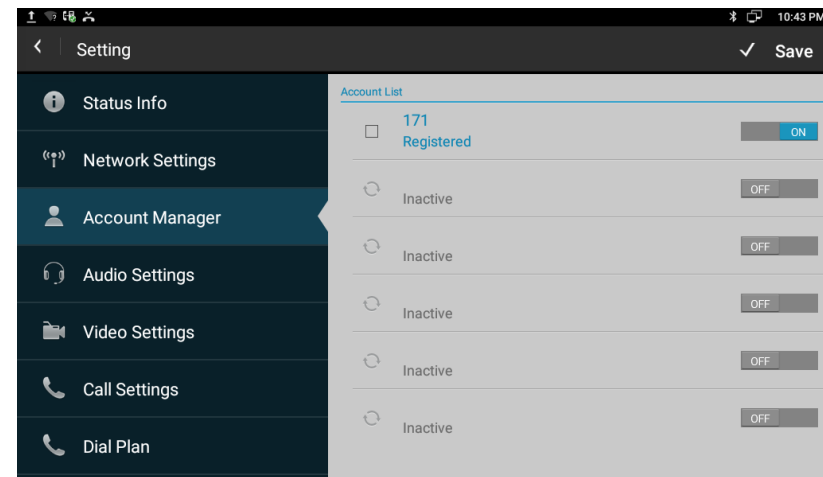 10:43 PM
Setting
Save
Status Info
Network Settings
Account Manager
Audio Settings
Video Settings
Call Settings
Dial Plan
Account List
171
Registered
ON
Inactive
OFF
Inactive
OFF
Inactive
OFF
Inactive
OFF
Inactive
OFF